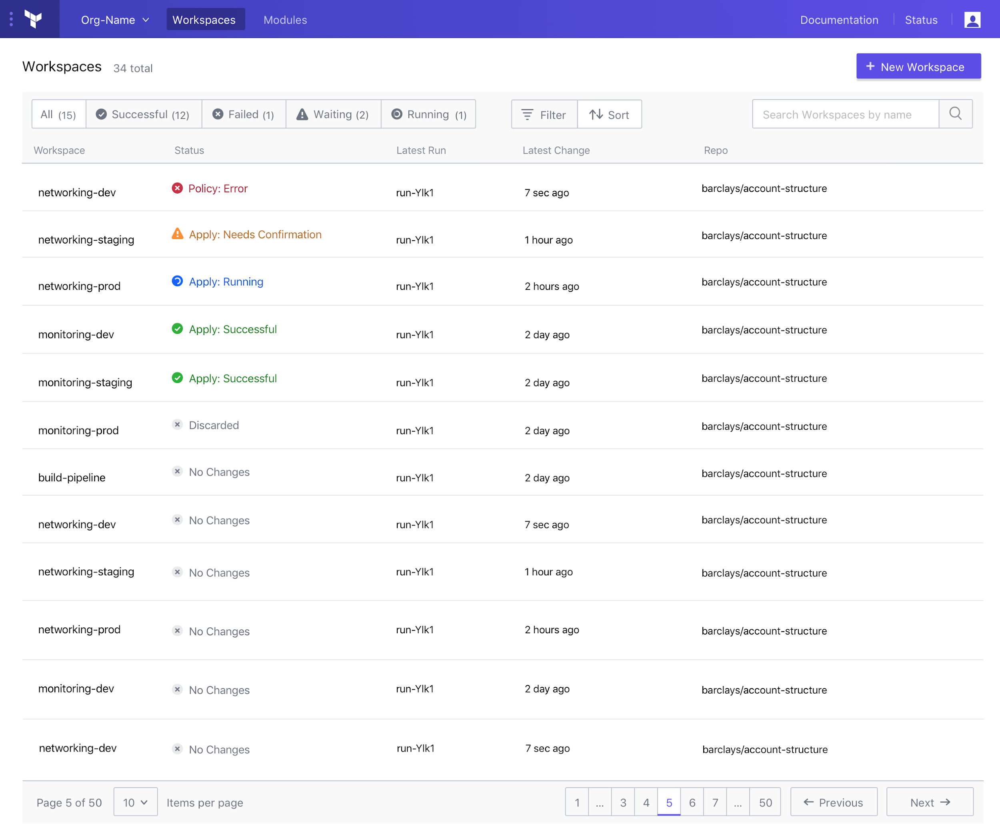 Org-Name Workspaces Modules Documentation Status
Workspaces 34 total + New Workspace
All (15) Successful (12) Failed (1) Waiting (2) Running (1) Filter Sort Search Workspaces by name
Workspace Status Latest Run Latest Change Repo
networking-dev Policy: Error run-Ylk1 7 sec ago barclays/account-structure
networking-staging Apply: Needs Confirmation run-Ylk1 1 hour ago barclays/account-structure
networking-prod Apply: Running run-Ylk1 2 hours ago barclays/account-structure
monitoring-dev Apply: Successful run-Ylk1 2 day ago barclays/account-structure
monitoring-staging Apply: Successful run-Ylk1 2 day ago barclays/account-structure
monitoring-prod Discarded run-Ylk1 2 day ago barclays/account-structure
build-pipeline No Changes run-Ylk1 2 day ago barclays/account-structure
networking-dev No Changes run-Ylk1 7 sec ago barclays/account-structure
networking-staging No Changes run-Ylk1 1 hour ago barclays/account-structure
networking-prod No Changes run-Ylk1 2 hours ago barclays/account-structure
monitoring-dev No Changes run-Ylk1 2 day ago barclays/account-structure
networking-dev No Changes run-Ylk1 7 sec ago barclays/account-structure
Page 5 of 50 10 Items per page 1 ... 3 4 5 6 7 ... 50 Previous Next